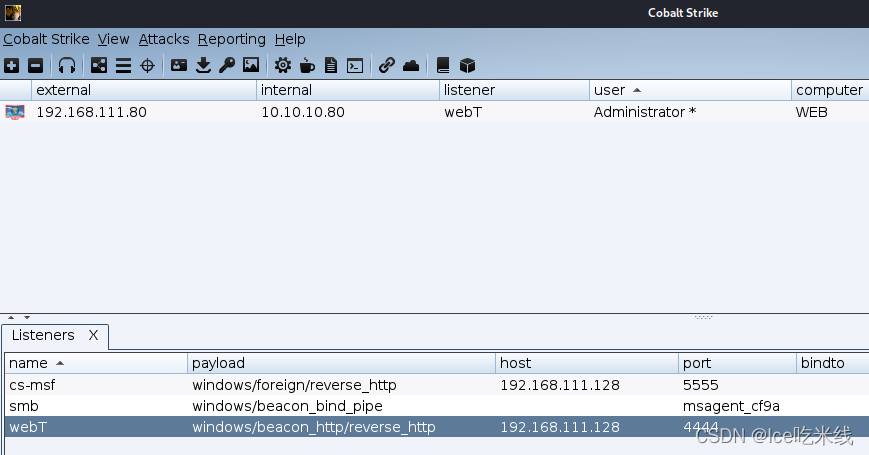 Cobalt Strike
Cobalt Strike View Attacks Reporting Help
external internal listener user computer
192.168.111.80 10.10.10.80 webT Administrator * WEB
Listeners X
name payload host port bindto
cs-msf windows/foreign/reverse_http 192.168.111.128 5555
smb windows/beacon_bind_pipe msagent_cf9a
webT windows/beacon_http/reverse_http 192.168.111.128 4444
CSDN @Ice吃米线